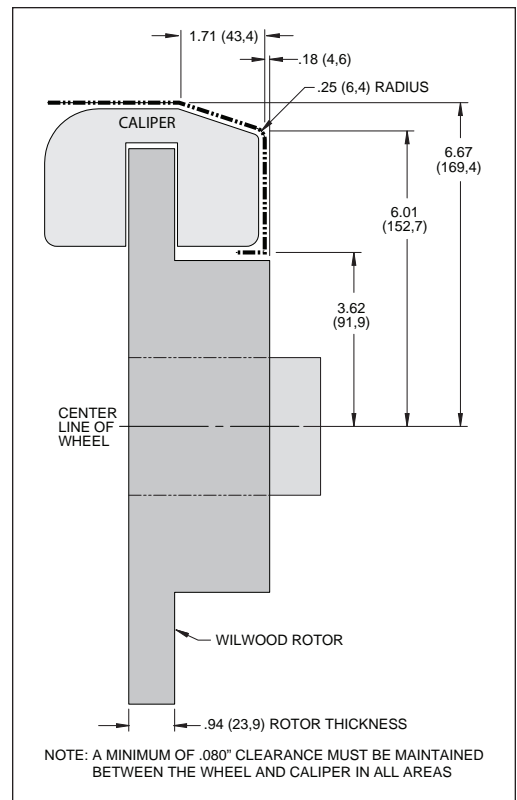 1.71 (43,4)
.18 (4,6)
.25 (6,4) RADIUS
CALIPER
6.67
(169,4)
6.01
(152,7)
3.62
(91,9)
CENTER
LINE OF
WHEEL
WILWOOD ROTOR
.94 (23,9) ROTOR THICKNESS
NOTE: A MINIMUM OF .080" CLEARANCE MUST BE MAINTAINED
BETWEEN THE WHEEL AND CALIPER IN ALL AREAS